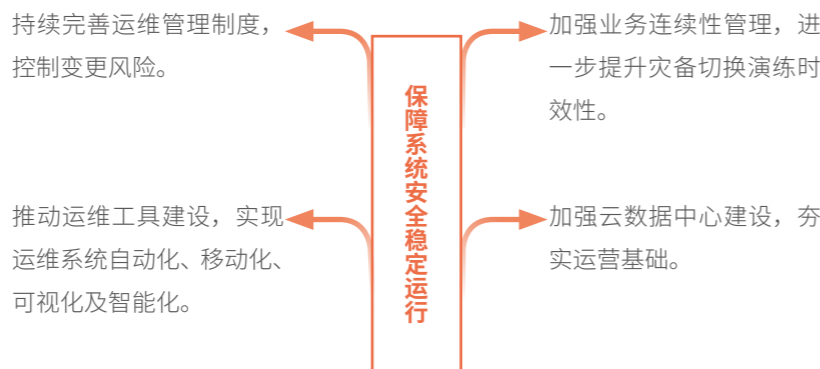 持续完善运维管理制度，
控制变更风险。
推动运维工具建设，实现
运维系统自动化、移动化、
可视化及智能化。
保障系统安全稳定运行
加强业务连续性管理，进
一步提升灾备切换演练时
效性。
加强云数据中心建设，夯
实运营基础。